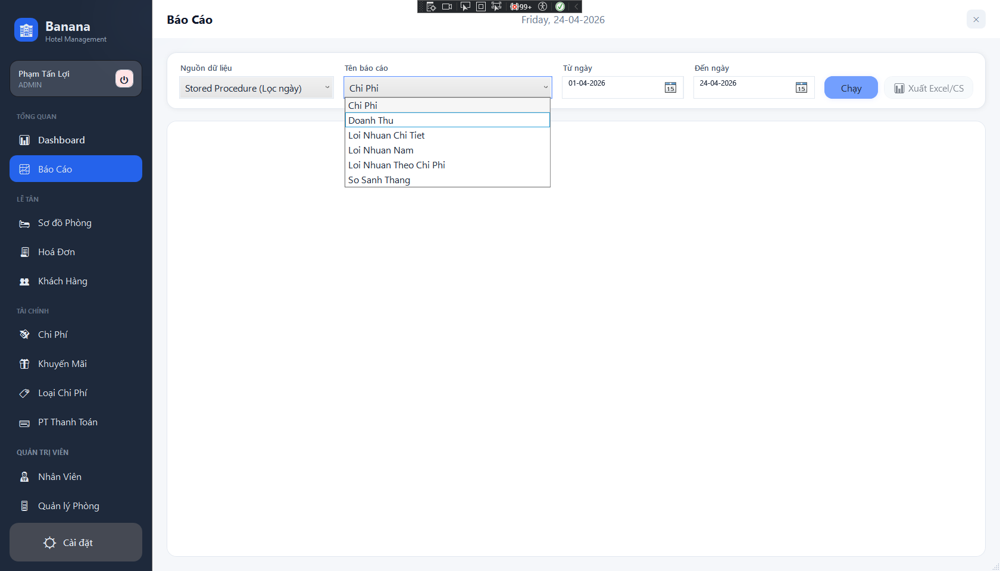 Banana
Hotel Management
Phạm Tấn Lợi
ADMIN
TỔNG QUAN
Dashboard
Báo Cáo
LỄ TÂN
Sơ đồ Phòng
Hoá Đơn
Khách Hàng
TÀI CHÍNH
Chi Phí
Khuyến Mãi
Loại Chi Phí
PT Thanh Toán
QUẢN TRỊ VIÊN
Nhân Viên
Quản lý Phòng
Cài đặt
99+
Báo Cáo
Friday, 24-04-2026
Nguồn dữ liệu
Stored Procedure (Lọc ngày)
Tên báo cáo
Chi Phi
Chi Phi
Doanh Thu
Loi Nhuan Chi Tiet
Loi Nhuan Nam
Loi Nhuan Theo Chi Phi
So Sanh Thang
Từ ngày
01-04-2026
15
Đến ngày
24-04-2026
15
Chạy
Xuất Excel/CS